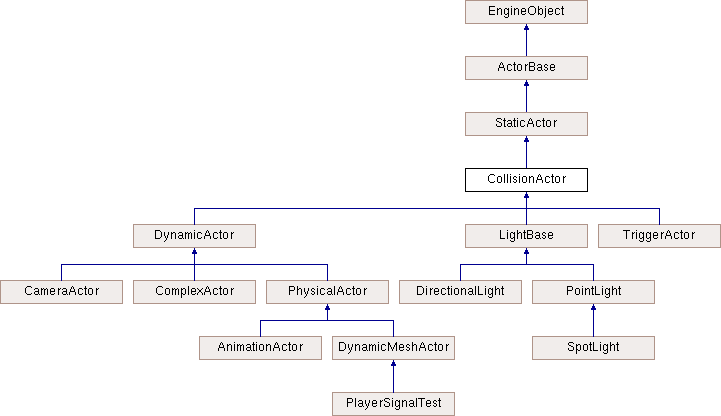 EngineObject
ActorBase
StaticActor
CollisionActor
DynamicActor
LightBase
TriggerActor
CameraActor
ComplexActor
PhysicalActor
DirectionalLight
PointLight
AnimationActor
DynamicMeshActor
SpotLight
PlayerSignalTest